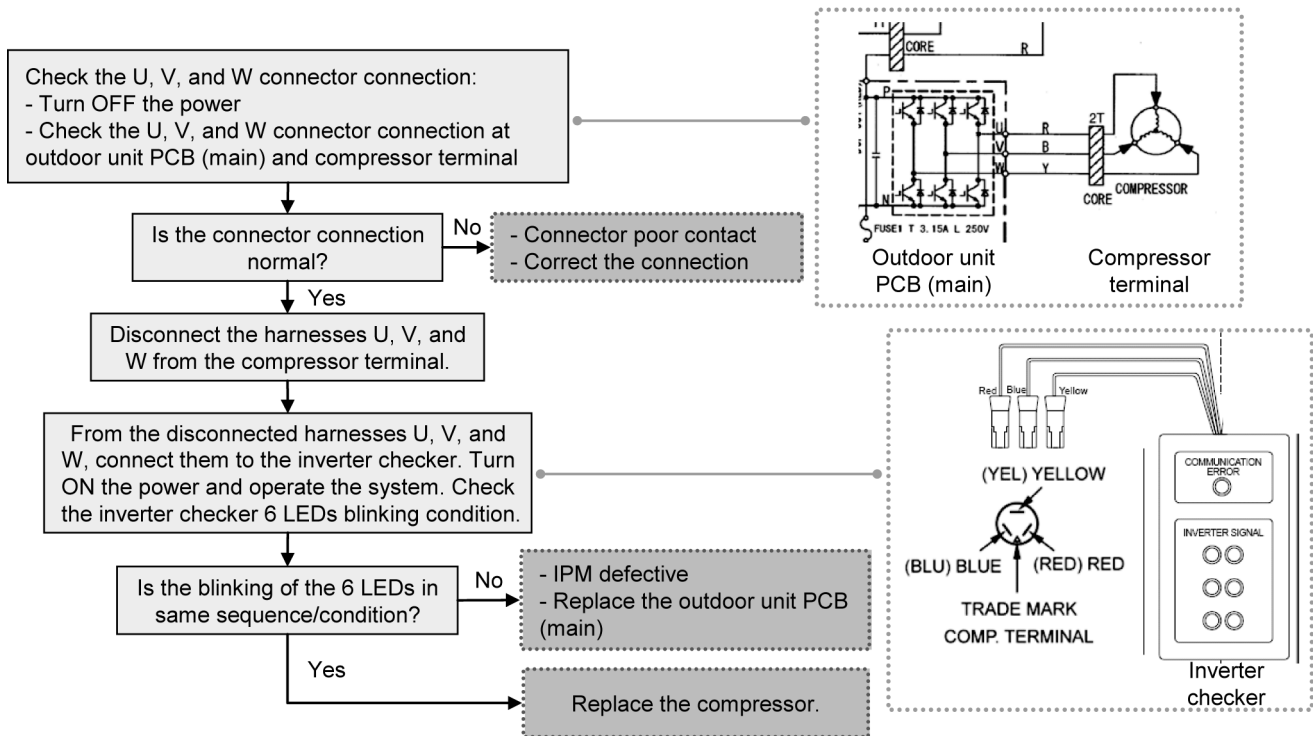 Check the U, V, and W connector connection:
- Turn OFF the power
- Check the U, V, and W connector connection at
outdoor unit PCB (main) and compressor terminal
CORE
R
P
U
R
2T
V
B
W
Y
N
CORE
COMPRESSOR
FUSE1 T 3.15A L 250V
Outdoor unit
PCB (main)
Compressor
terminal
Is the connector connection
normal?
No
- Connector poor contact
- Correct the connection
Yes
Disconnect the harnesses U, V, and
W from the compressor terminal.
From the disconnected harnesses U, V, and
W, connect them to the inverter checker. Turn
ON the power and operate the system. Check
the inverter checker 6 LEDs blinking condition.
Red
Blue
Yellow
(YEL) YELLOW
(BLU) BLUE
(RED) RED
TRADE MARK
COMP. TERMINAL
COMMUNICATION
ERROR
INVERTER SIGNAL
Inverter
checker
Is the blinking of the 6 LEDs in
same sequence/condition?
No
- IPM defective
- Replace the outdoor unit PCB
(main)
Yes
Replace the compressor.